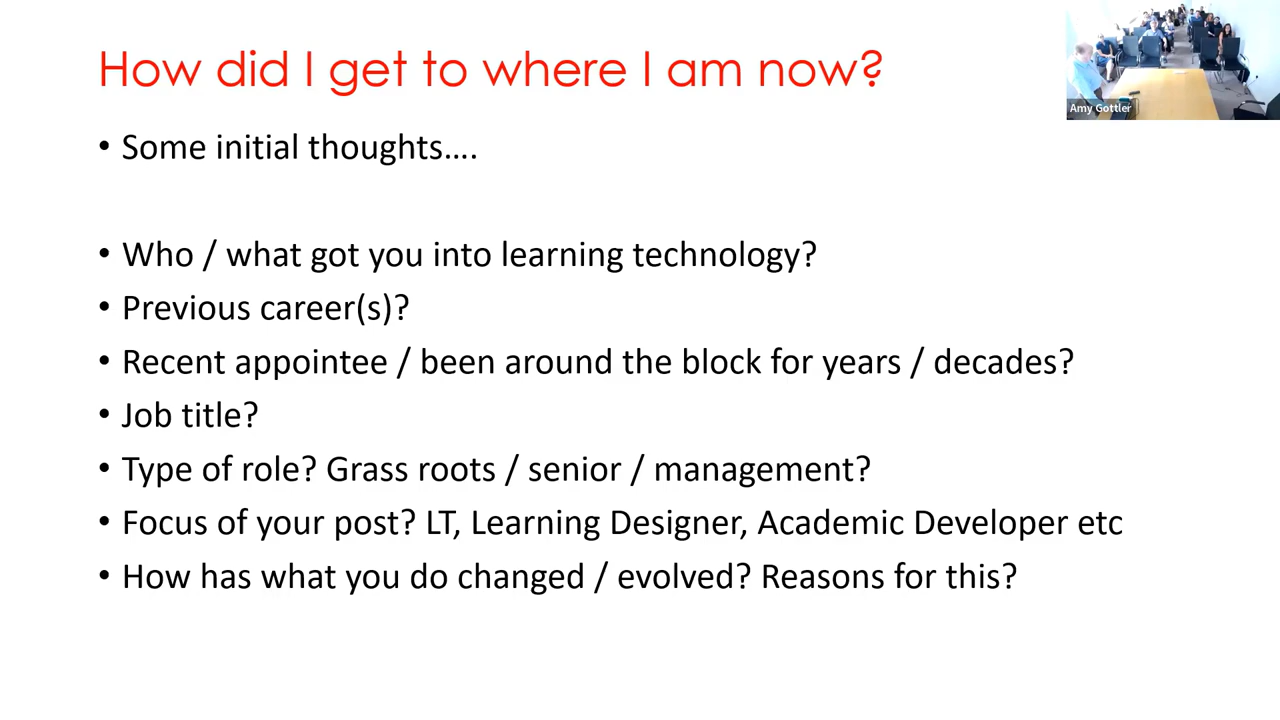 How did I get to where I am now?
Amy Gottler
• Some initial thoughts....
• Who / what got you into learning technology?
• Previous career(s)?
• Recent appointee / been around the block for years / decades?
• Job title?
• Type of role? Grass roots / senior / management?
• Focus of your post? LT, Learning Designer, Academic Developer etc
• How has what you do changed / evolved? Reasons for this?